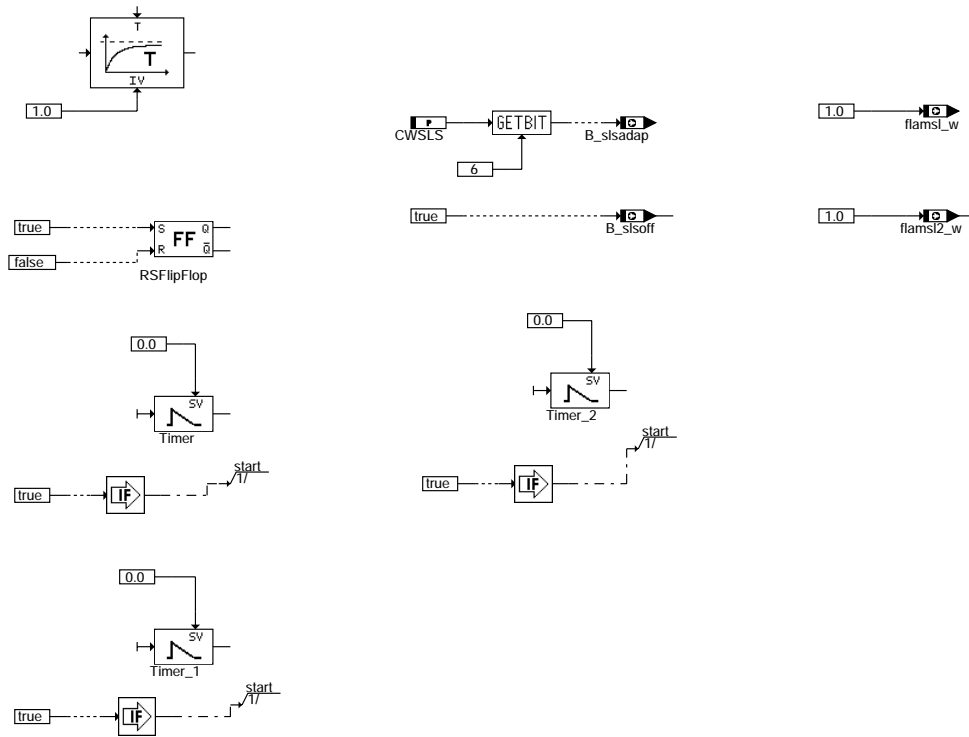 T
T
IV
1.0
P
CWSLS
GETBIT
B_slsadap
6
1.0
flamsl_w
true
S Q
FF
R Q̅
false
RSFlipFlop
true
B_slsoff
1.0
flamsl2_w
0.0
SV
Timer
0.0
SV
Timer_2
start
1/
true
IF
start
1/
true
IF
0.0
SV
Timer_1
start
1/
true
IF